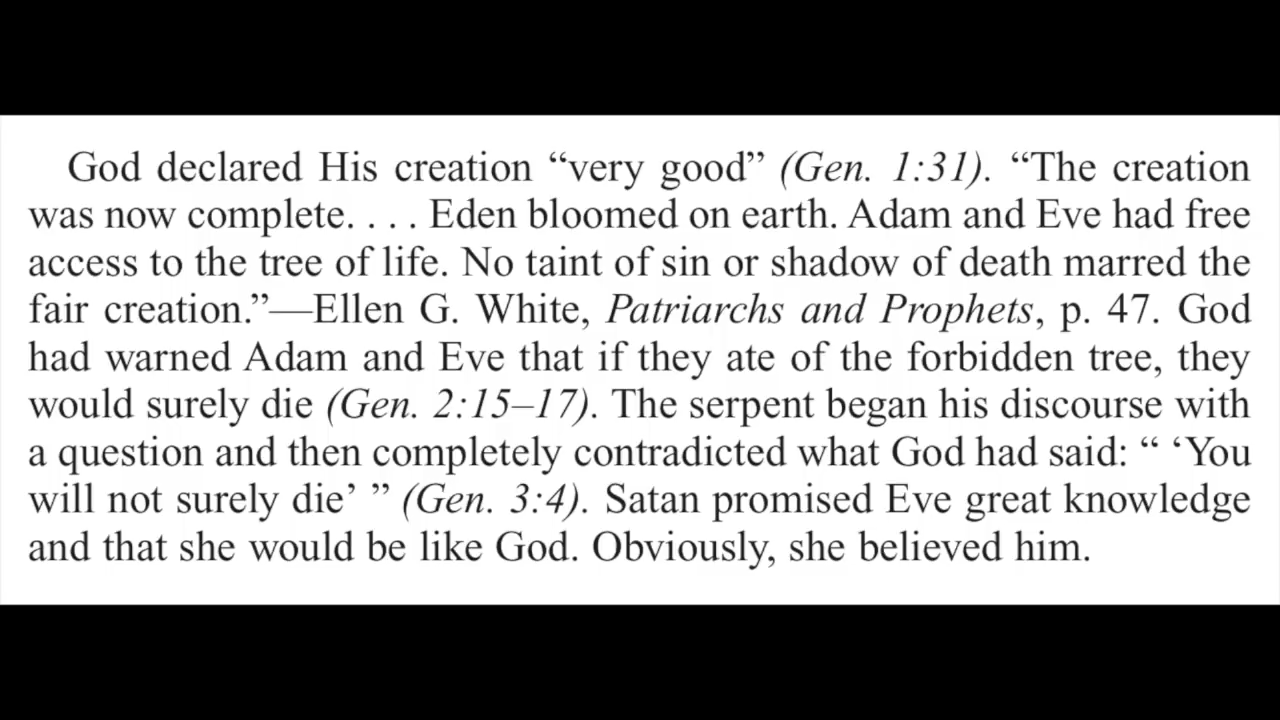 God declared His creation “very good” (Gen. 1:31). “The creation
was now complete. . . . Eden bloomed on earth. Adam and Eve had free
access to the tree of life. No taint of sin or shadow of death marred the
fair creation.”—Ellen G. White, Patriarchs and Prophets, p. 47. God
had warned Adam and Eve that if they ate of the forbidden tree, they
would surely die (Gen. 2:15–17). The serpent began his discourse with
a question and then completely contradicted what God had said: “ ‘You
will not surely die’ ” (Gen. 3:4). Satan promised Eve great knowledge
and that she would be like God. Obviously, she believed him.